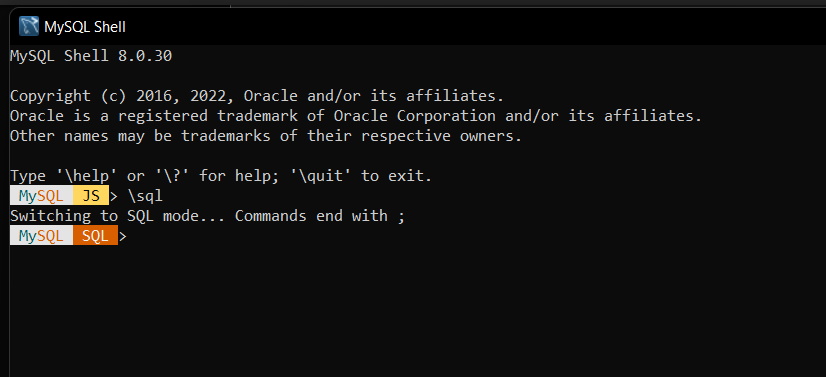 MySQL Shell
MySQL Shell 8.0.30
Copyright (c) 2016, 2022, Oracle and/or its affiliates.
Oracle is a registered trademark of Oracle Corporation and/or its affiliates.
Other names may be trademarks of their respective owners.
Type '\help' or '\?' for help; '\quit' to exit.
MySQL JS > \sql
Switching to SQL mode... Commands end with ;
MySQL SQL >